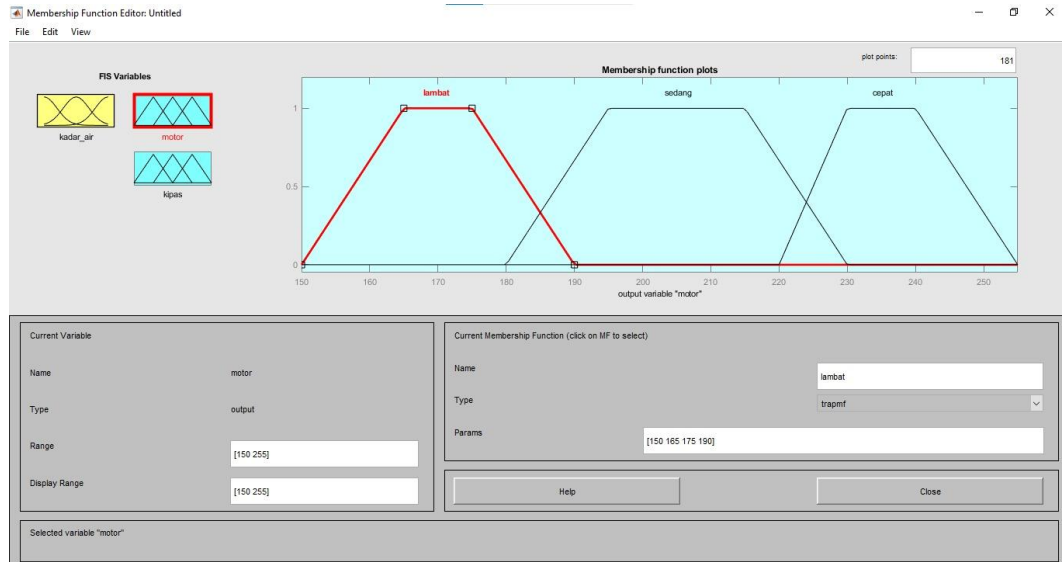 Membership Function Editor: Untitled
File Edit View
FIS Variables
kadar_air
motor
kipas
plot points:
181
Membership function plots
lambat sedang cepat
1
0.5
0
150 160 170 180 190 200 210 220 230 240 250
output variable "motor"
Current Variable
Name motor
Type output
Range [150 255]
Display Range [150 255]
Current Membership Function (click on MF to select)
Name lambat
Type trapmf
Params [150 165 175 190]
Help Close
Selected variable "motor"